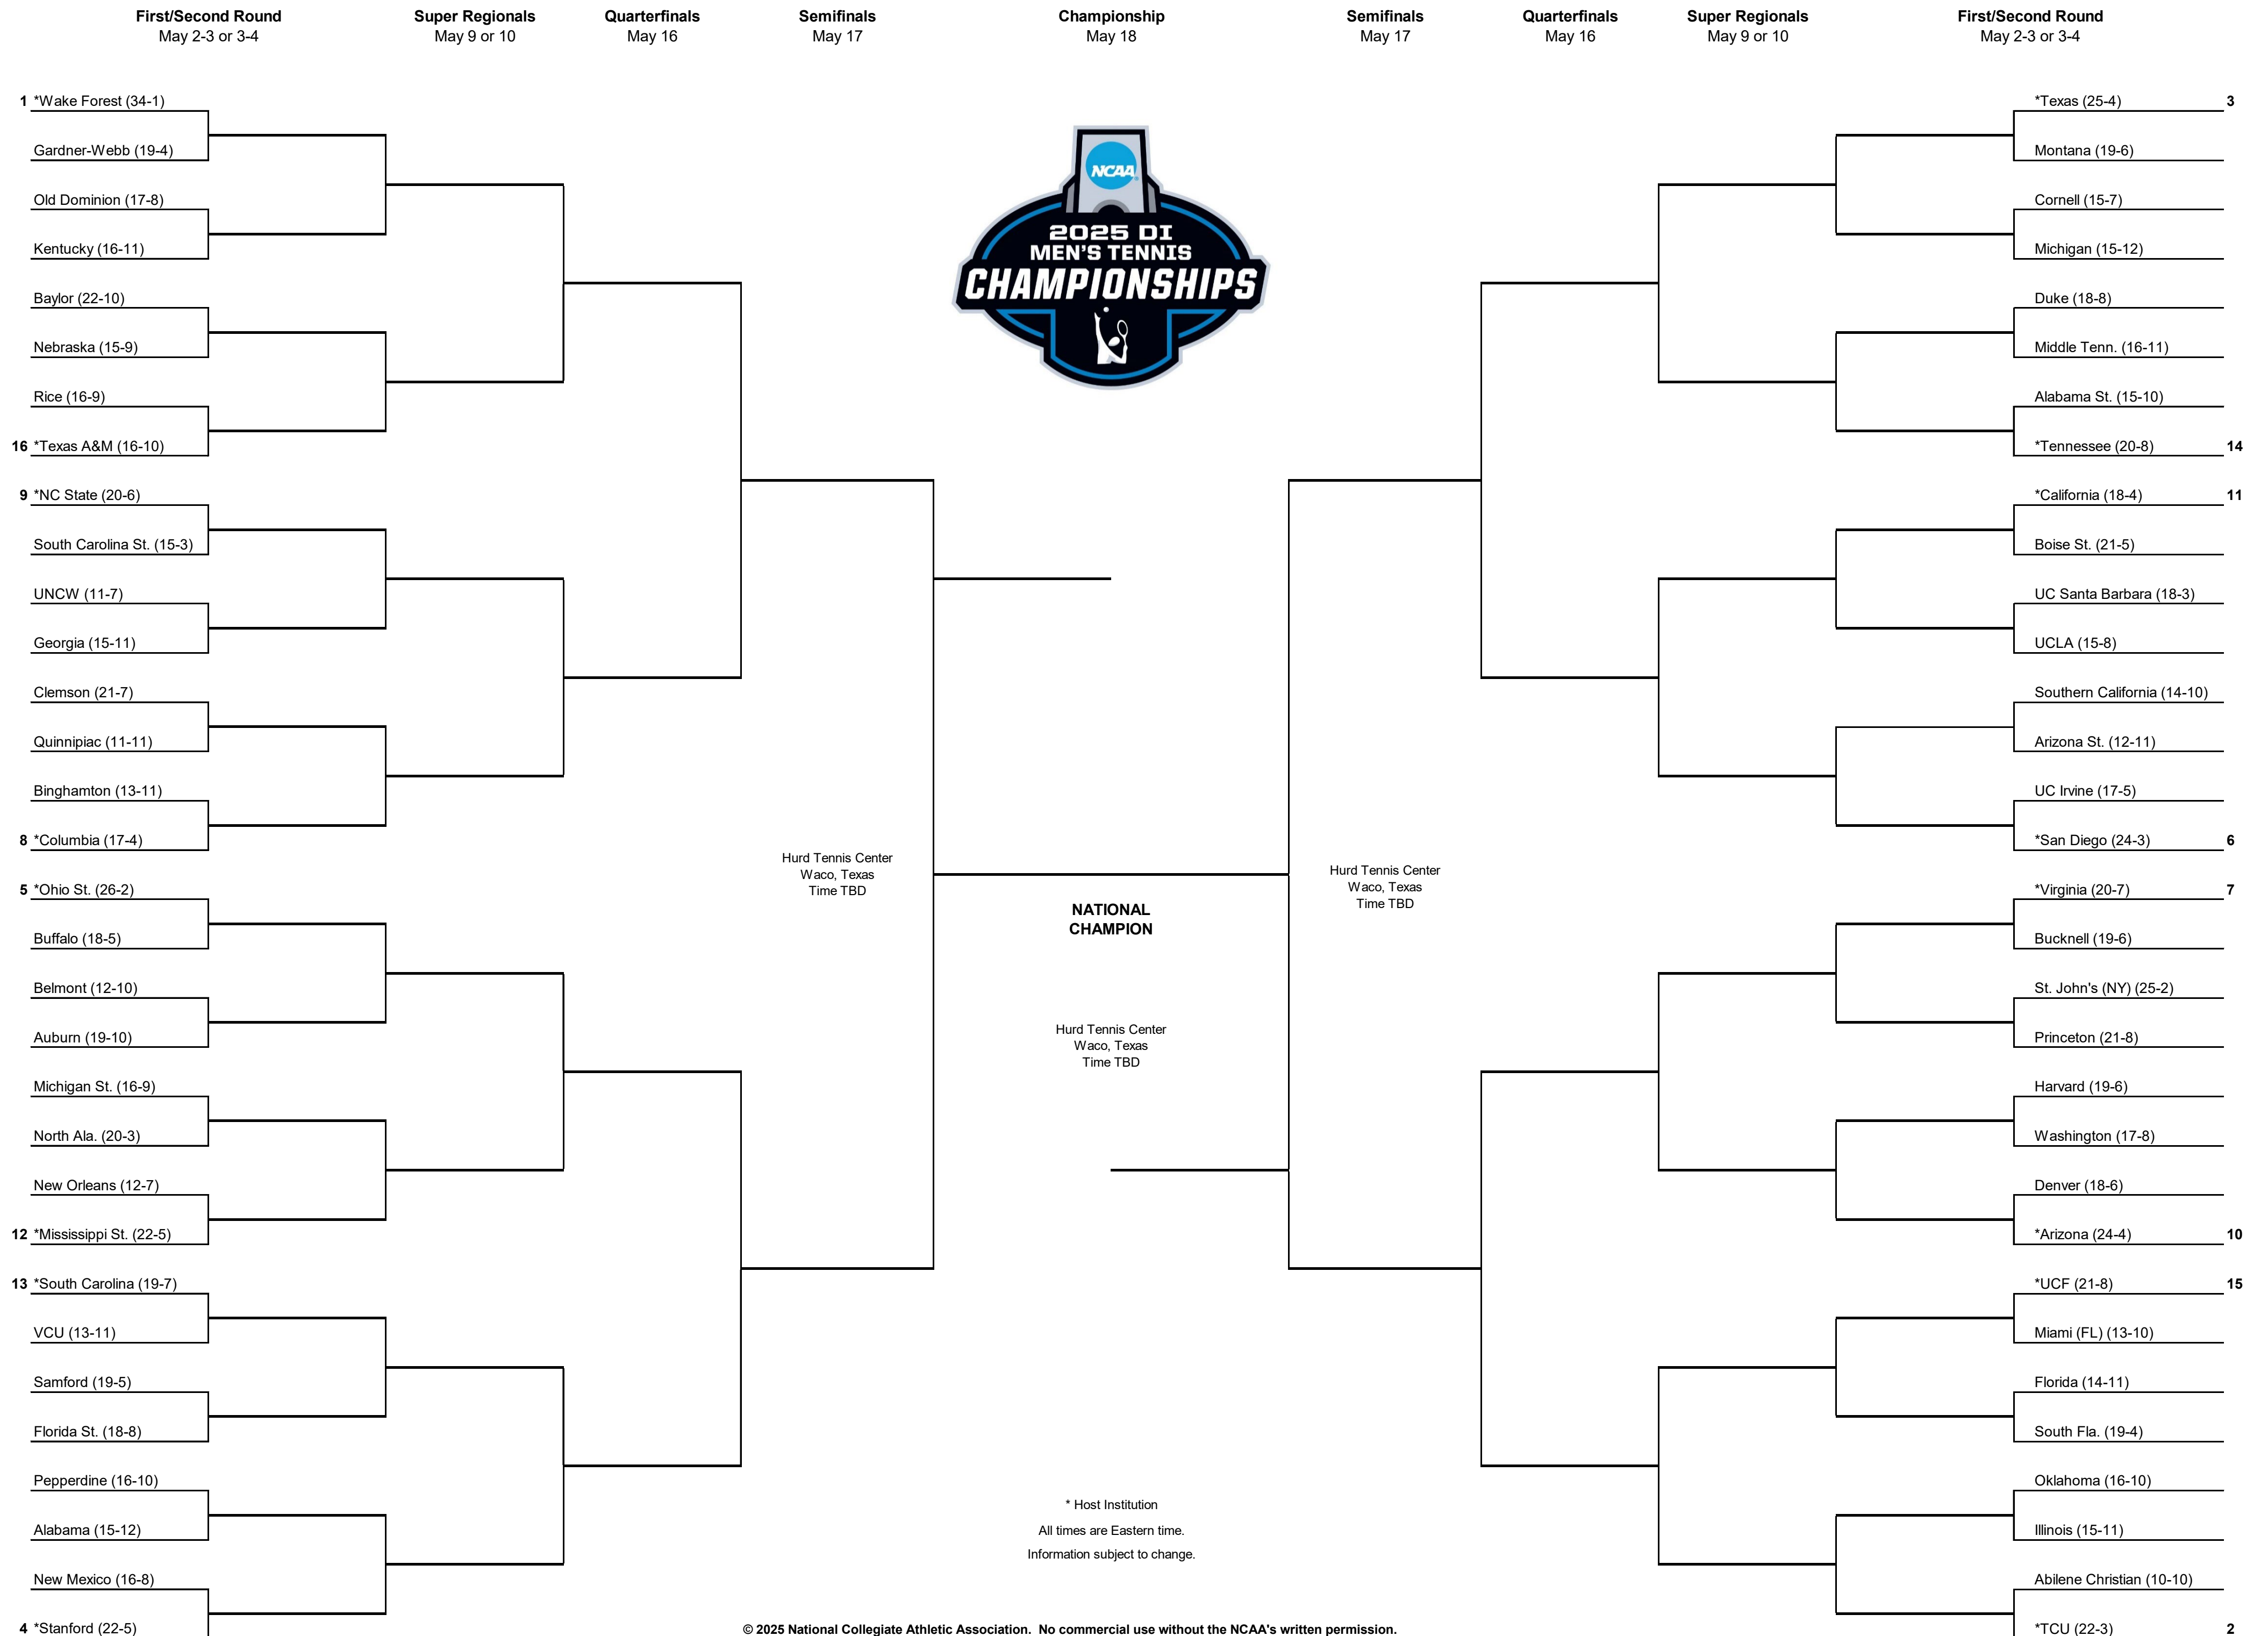 First/Second Round
May 2-3 or 3-4
Super Regionals
May 9 or 10
Quarterfinals
May 16
Semifinals
May 17
Championship
May 18
Semifinals
May 17
Quarterfinals
May 16
Super Regionals
May 9 or 10
First/Second Round
May 2-3 or 3-4
1 *Wake Forest (34-1)
Gardner-Webb (19-4)
Old Dominion (17-8)
Kentucky (16-11)
Baylor (22-10)
Nebraska (15-9)
Rice (16-9)
16 *Texas A&M (16-10)
9 *NC State (20-6)
South Carolina St. (15-3)
UNCW (11-7)
Georgia (15-11)
Clemson (21-7)
Quinnipiac (11-11)
Binghamton (13-11)
8 *Columbia (17-4)
5 *Ohio St. (26-2)
Buffalo (18-5)
Belmont (12-10)
Auburn (19-10)
Michigan St. (16-9)
North Ala. (20-3)
New Orleans (12-7)
12 *Mississippi St. (22-5)
13 *South Carolina (19-7)
VCU (13-11)
Samford (19-5)
Florida St. (18-8)
Pepperdine (16-10)
Alabama (15-12)
New Mexico (16-8)
4 *Stanford (22-5)
NCAA
2025 DI
MEN'S TENNIS
CHAMPIONSHIPS
Hurd Tennis Center
Waco, Texas
Time TBD
NATIONAL
CHAMPION
Hurd Tennis Center
Waco, Texas
Time TBD
Hurd Tennis Center
Waco, Texas
Time TBD
* Host Institution
All times are Eastern time.
Information subject to change.
*Texas (25-4) 3
Montana (19-6)
Cornell (15-7)
Michigan (15-12)
Duke (18-8)
Middle Tenn. (16-11)
Alabama St. (15-10)
*Tennessee (20-8) 14
*California (18-4) 11
Boise St. (21-5)
UC Santa Barbara (18-3)
UCLA (15-8)
Southern California (14-10)
Arizona St. (12-11)
UC Irvine (17-5)
*San Diego (24-3) 6
*Virginia (20-7) 7
Bucknell (19-6)
St. John's (NY) (25-2)
Princeton (21-8)
Harvard (19-6)
Washington (17-8)
Denver (18-6)
*Arizona (24-4) 10
*UCF (21-8) 15
Miami (FL) (13-10)
Florida (14-11)
South Fla. (19-4)
Oklahoma (16-10)
Illinois (15-11)
Abilene Christian (10-10)
*TCU (22-3) 2
© 2025 National Collegiate Athletic Association. No commercial use without the NCAA's written permission.